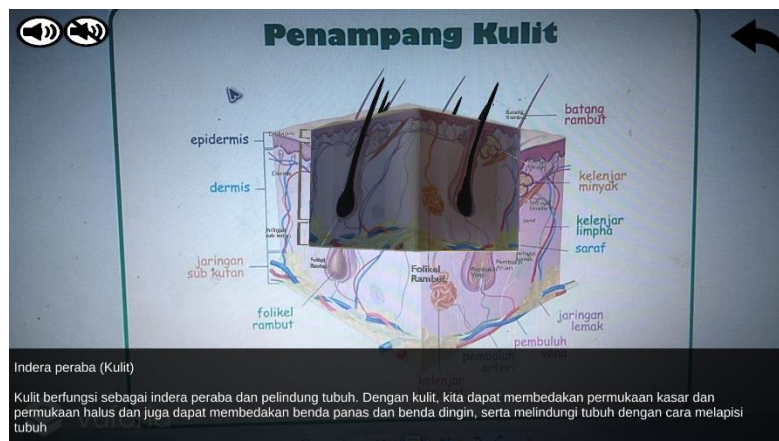 Penampang Kulit
batang
rambut
epidermis
kelenjar
minyak
dermis
kelenjar
limpha
saraf
jaringan
sub kutan
Folikel
Rambut
folikel
rambut
jaringan
lemak
pembuluh
vena
pembuluh
arteri
kelenjar
Indera peraba (Kulit)
Kulit berfungsi sebagai indera peraba dan pelindung tubuh. Dengan kulit, kita dapat membedakan permukaan kasar dan
permukaan halus dan juga dapat membedakan benda panas dan benda dingin, serta melindungi tubuh dengan cara melapisi
tubuh